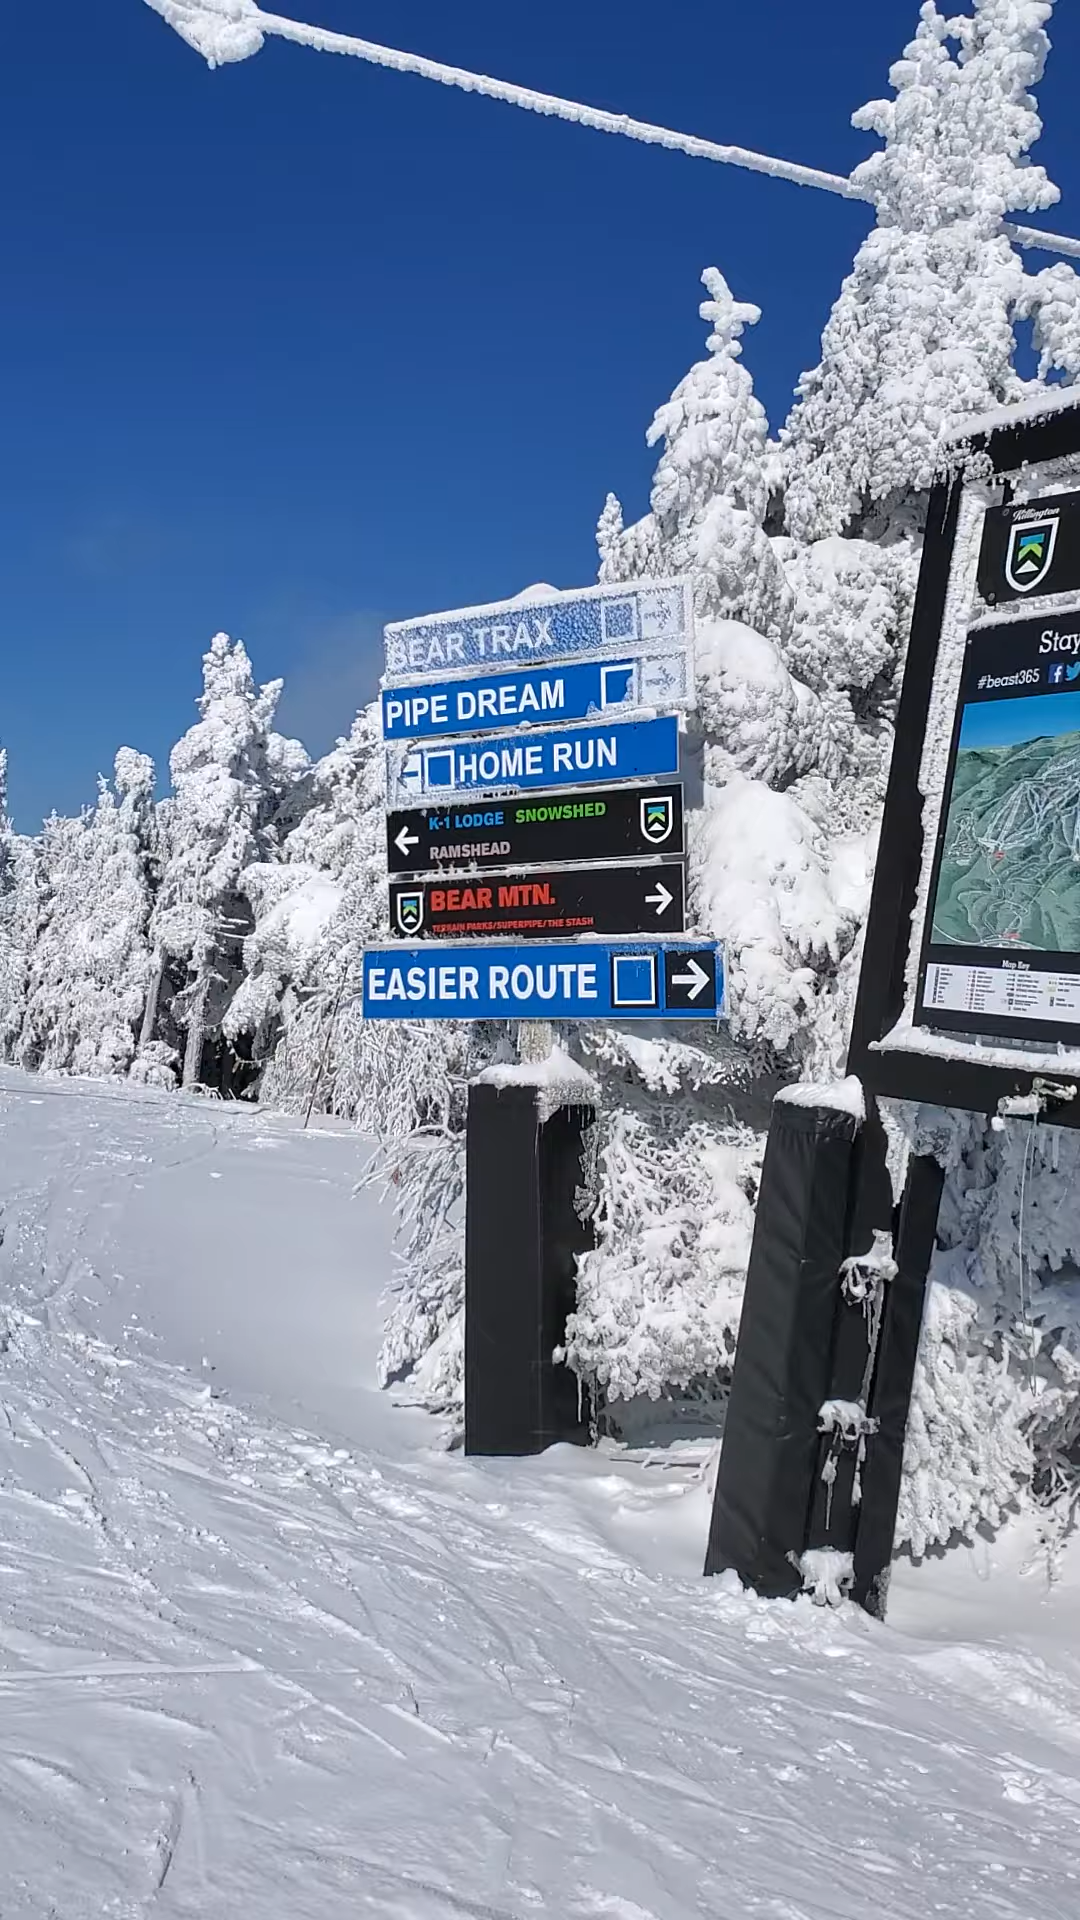 BEAR TRAX
PIPE DREAM
HOME RUN
K-1 LODGE SNOWSHED
RAMSHEAD
BEAR MTN.
TERRAIN PARKS/SUPERPIPE/THE STASH
EASIER ROUTE
Killington
Stay
#beast365
Map Key